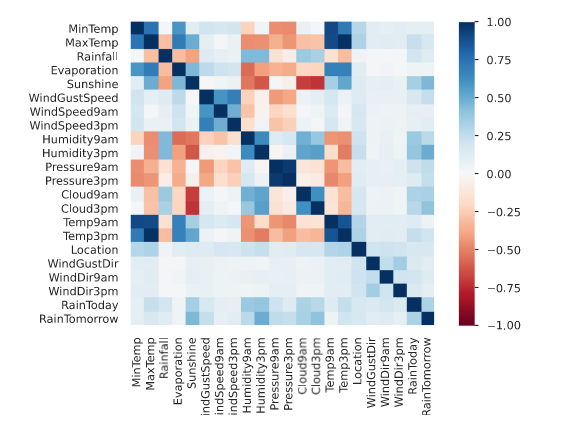 MinTemp
MaxTemp
Rainfall
Evaporation
Sunshine
WindGustSpeed
WindSpeed9am
WindSpeed3pm
Humidity9am
Humidity3pm
Pressure9am
Pressure3pm
Cloud9am
Cloud3pm
Temp9am
Temp3pm
Location
WindGustDir
WindDir9am
WindDir3pm
RainToday
RainTomorrow
1.00
0.75
0.50
0.25
0.00
−0.25
−0.50
−0.75
−1.00
MinTemp
MaxTemp
Rainfall
Evaporation
Sunshine
indGustSpeed
indSpeed9am
indSpeed3pm
Humidity9am
Humidity3pm
Pressure9am
Pressure3pm
Cloud9am
Cloud3pm
Temp9am
Temp3pm
Location
WindGustDir
WindDir9am
WindDir3pm
RainToday
RainTomorrow